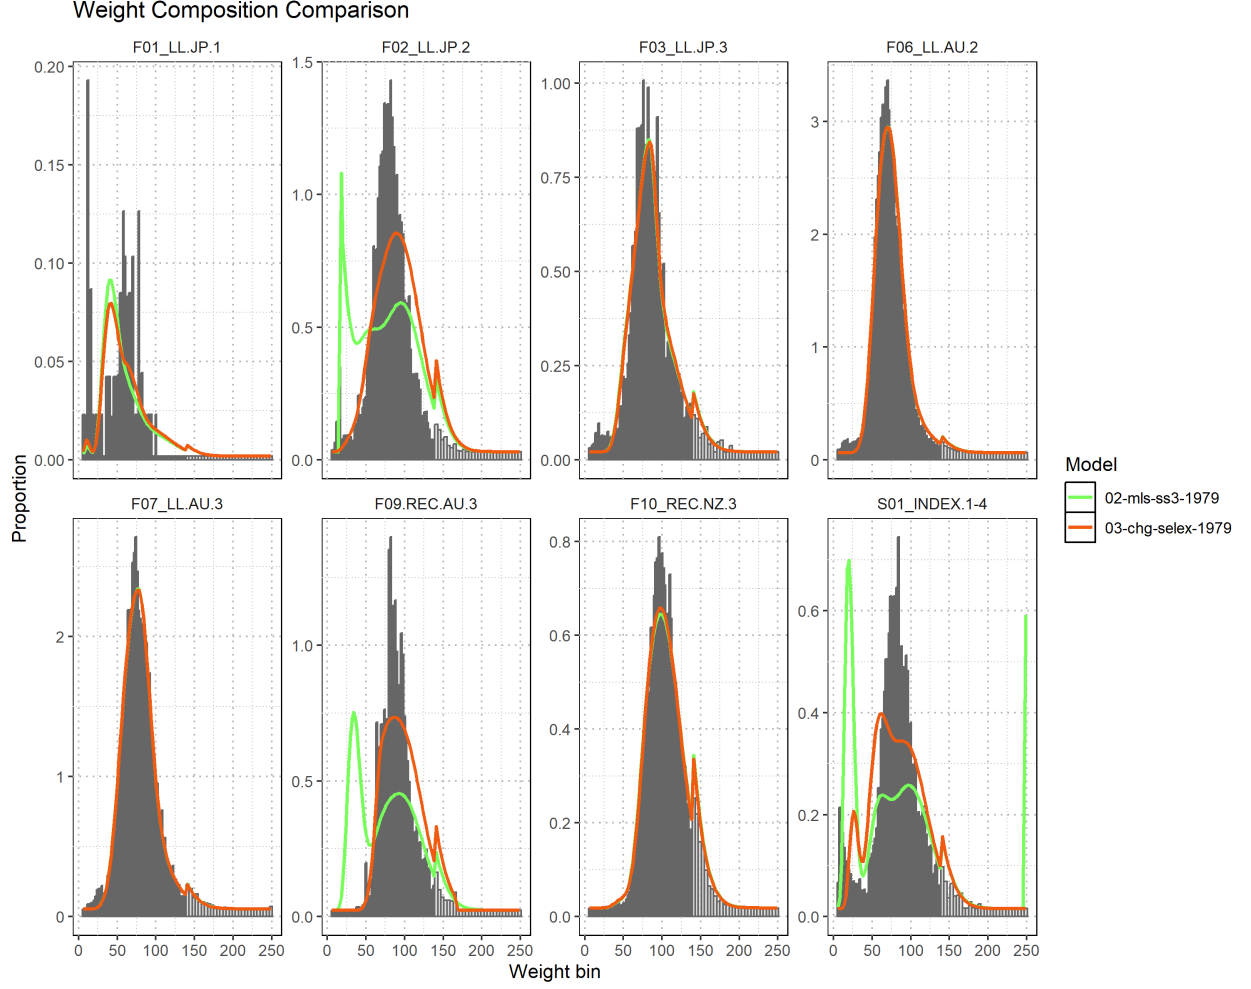 Weight Composition Comparison
F01_LL.JP.1
F02_LL.JP.2
F03_LL.JP.3
F06_LL.AU.2
0.20
0.15
0.10
0.05
0.00
1.5
1.0
0.5
0.0
1.00
0.75
0.50
0.25
0.00
3
2
1
0
F07_LL.AU.3
F09.REC.AU.3
F10_REC.NZ.3
S01_INDEX.1-4
2
1
0
1.0
0.5
0.0
0.8
0.6
0.4
0.2
0.0
0.6
0.4
0.2
0.0
0 50 100 150 200 250
0 50 100 150 200 250
0 50 100 150 200 250
0 50 100 150 200 250
Proportion
Weight bin
Model
02-mls-ss3-1979
03-chg-selex-1979